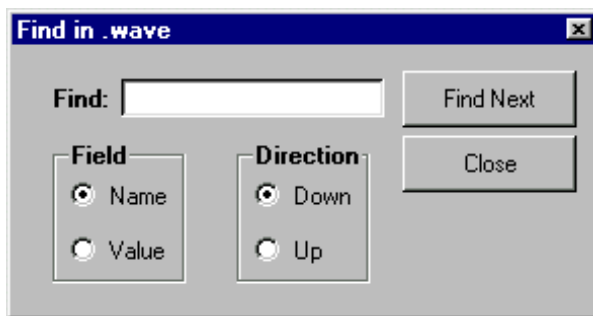 Find in .wave
Find:
Find Next
Close
Field
Name
Value
Direction
Down
Up